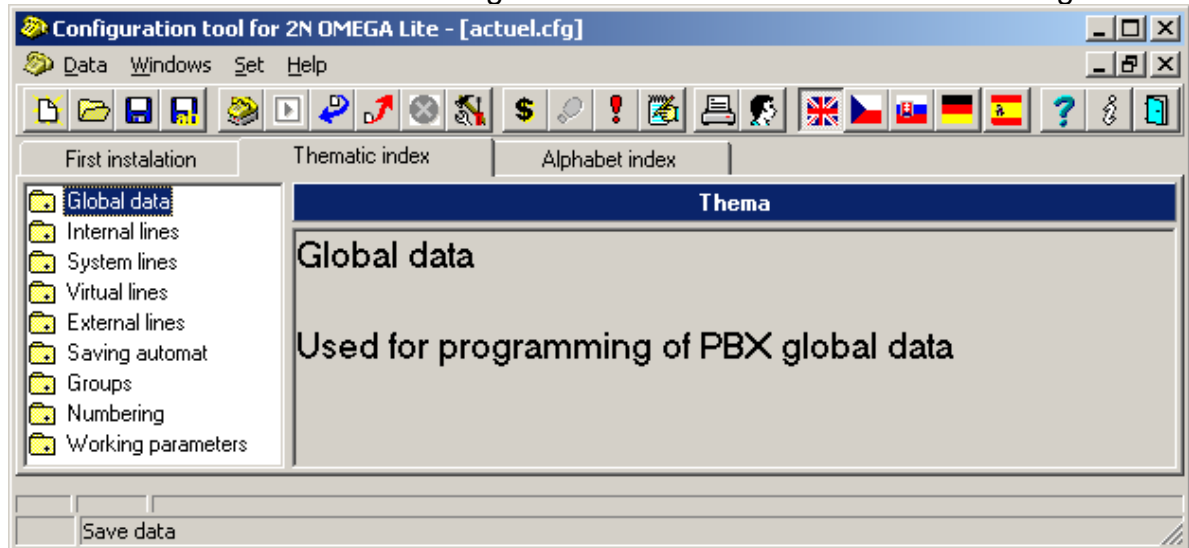 Configuration tool for 2N OMEGA Lite - [actuel.cfg]
Data Windows Set Help
First instalation Thematic index Alphabet index
Global data
Internal lines
System lines
Virtual lines
External lines
Saving automat
Groups
Numbering
Working parameters
Thema
Global data
Used for programming of PBX global data
Save data